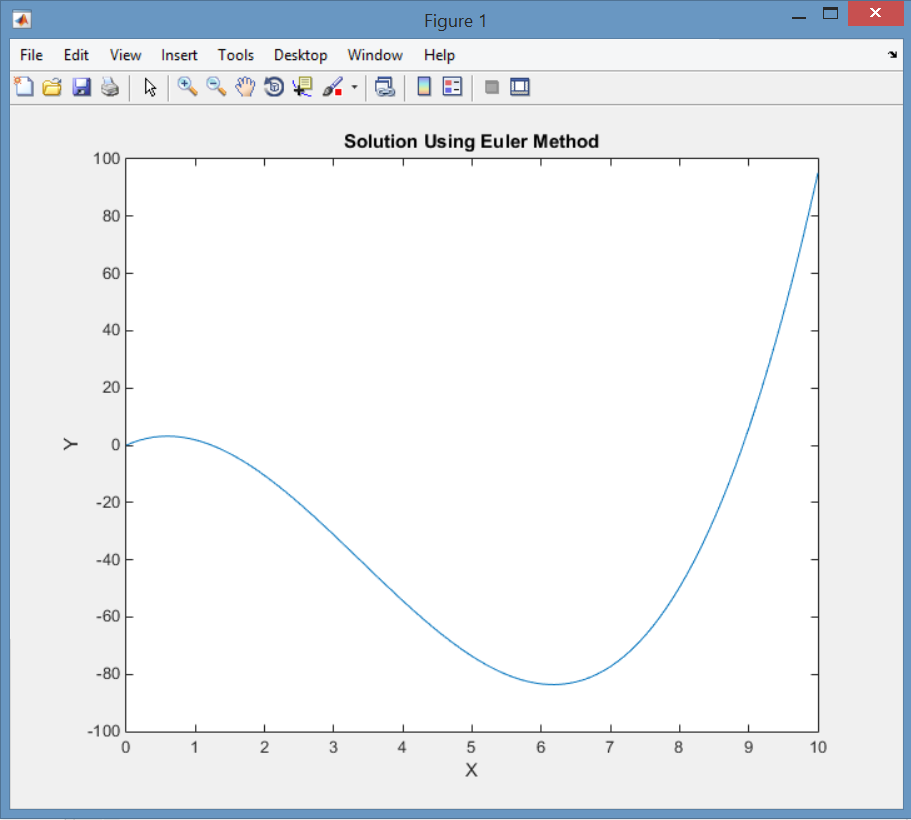 Figure 1
File Edit View Insert Tools Desktop Window Help
Solution Using Euler Method
100
80
60
40
20
0
-20
-40
-60
-80
-100
Y
0 1 2 3 4 5 6 7 8 9 10
X